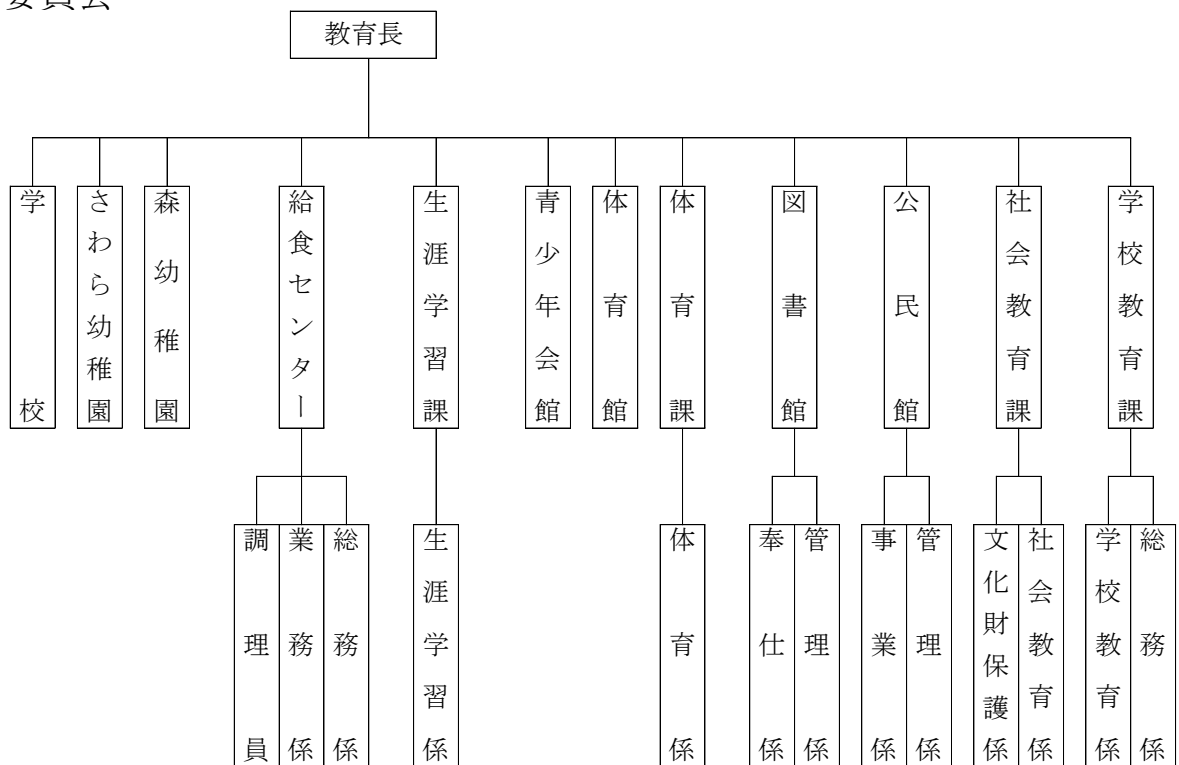 委員会
教育長
学校教育課
社会教育課
公民館
図書館
体育課
体育館
青少年会館
生涯学習課
給食センター
森幼稚園
さわら幼稚園
学校
総務係
学校教育係
社会教育係
文化財保護係
管理係
事業係
管理係
奉仕係
体育係
生涯学習係
総務係
業務係
調理員